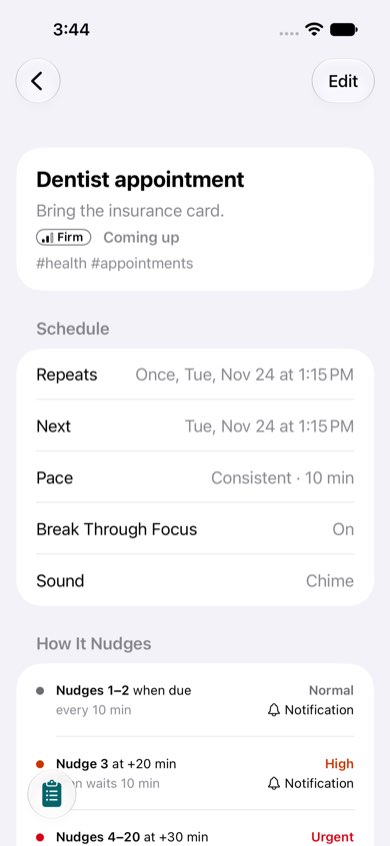 3:44
Edit
Dentist appointment
Bring the insurance card.
Firm Coming up
#health #appointments
Schedule
Repeats Once, Tue, Nov 24 at 1:15 PM
Next Tue, Nov 24 at 1:15 PM
Pace Consistent · 10 min
Break Through Focus On
Sound Chime
How It Nudges
Nudges 1–2 when due Normal
every 10 min Notification
Nudge 3 at +20 min High
waits 10 min Notification
Nudges 4–20 at +30 min Urgent